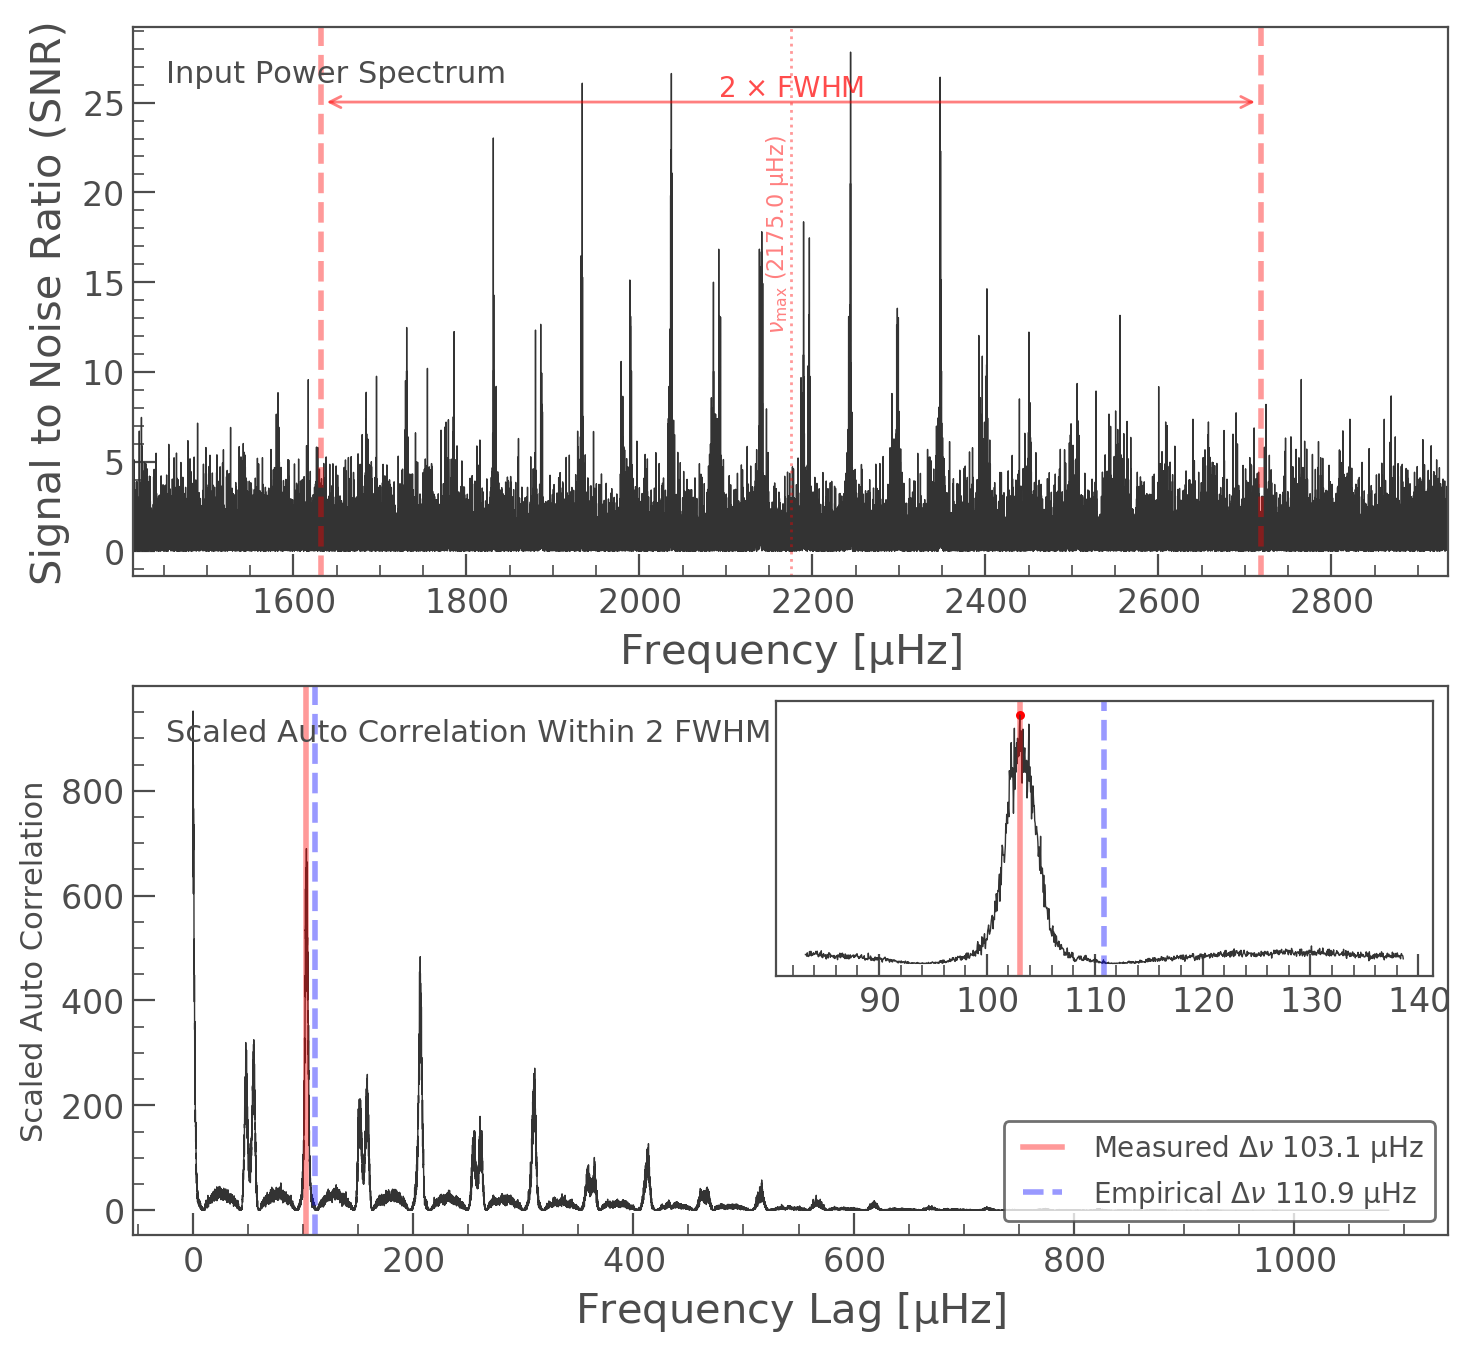 Signal to Noise Ratio (SNR)
Input Power Spectrum
2 × FWHM
ν_max (2175.0 µHz)
25
20
15
10
5
0
1600 1800 2000 2200 2400 2600 2800
Frequency [µHz]
Scaled Auto Correlation
Scaled Auto Correlation Within 2 FWHM
800
600
400
200
0
90 100 110 120 130 140
Measured Δν 103.1 µHz
Empirical Δν 110.9 µHz
0 200 400 600 800 1000
Frequency Lag [µHz]